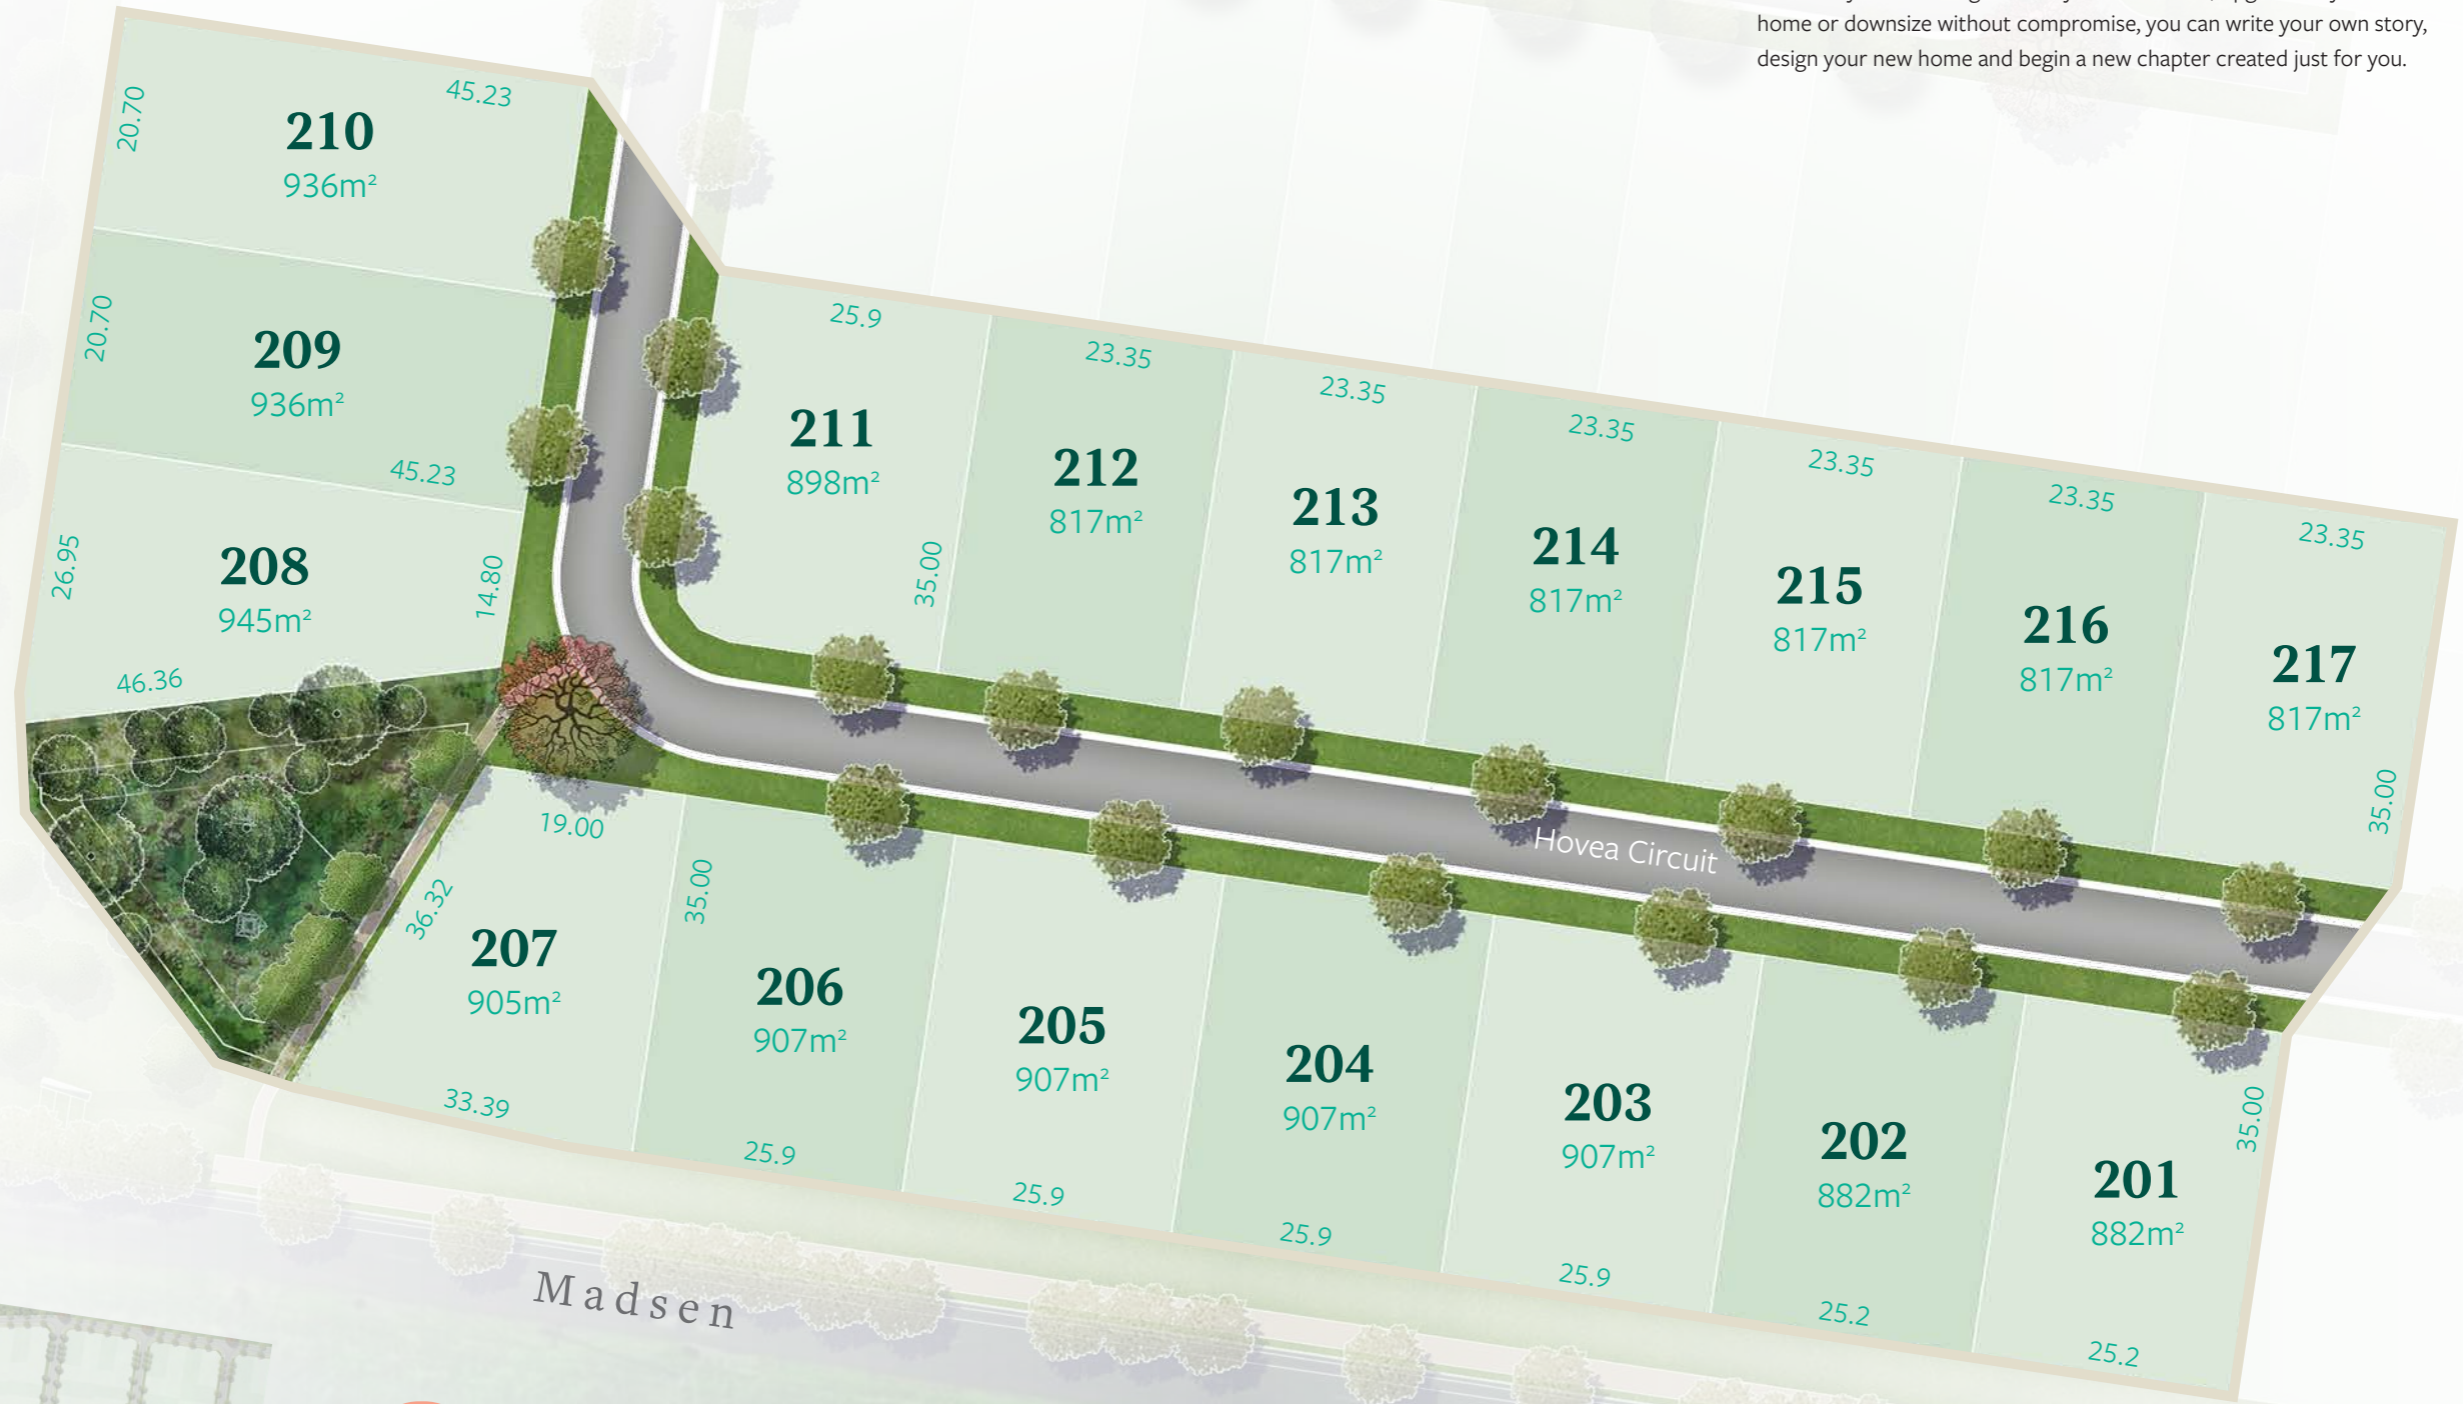 home or downsize without compromise, you can write your own story,
design your new home and begin a new chapter created just for you.
45.23
20.70
210
936m²
20.70
209
936m²
45.23
26.95
208
945m²
14.80
46.36
25.9
211
898m²
35.00
23.35
212
817m²
23.35
213
817m²
23.35
214
817m²
23.35
215
817m²
23.35
216
817m²
23.35
217
817m²
35.00
Hovea Circuit
19.00
36.32
207
905m²
33.39
35.00
206
907m²
25.9
205
907m²
25.9
204
907m²
25.9
203
907m²
25.9
202
882m²
25.2
35.00
201
882m²
25.2
Madsen